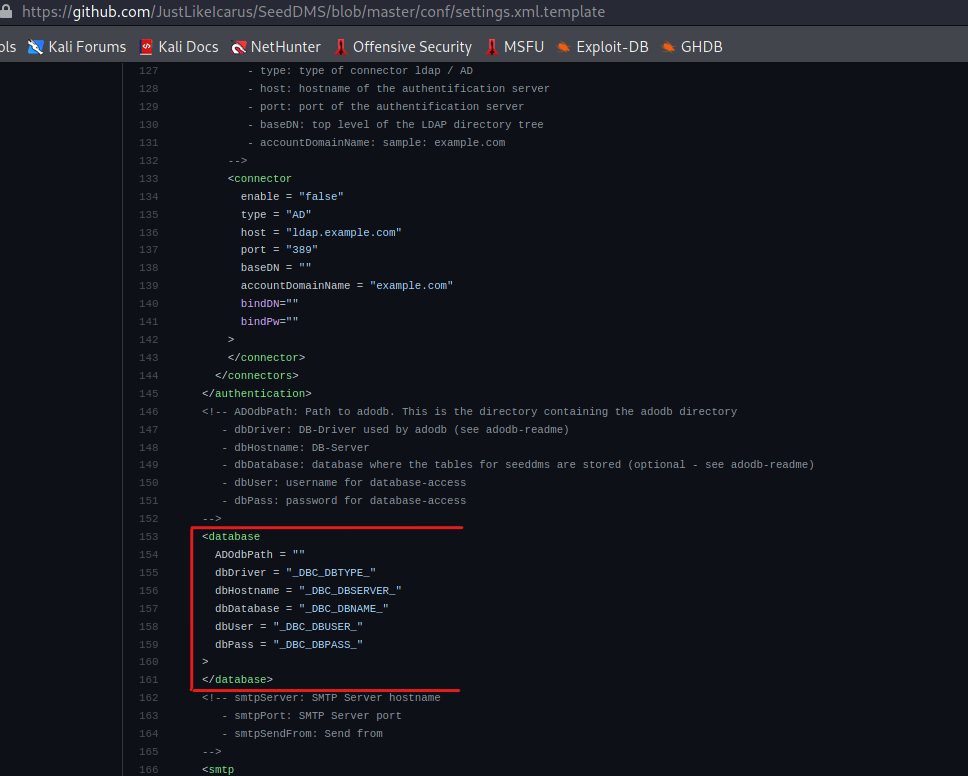 https://github.com/JustLikeIcarus/SeedDMS/blob/master/conf/settings.xml.template
ols Kali Forums Kali Docs NetHunter Offensive Security MSFU Exploit-DB GHDB
127 - type: type of connector ldap / AD
128 - host: hostname of the authentification server
129 - port: port of the authentification server
130 - baseDN: top level of the LDAP directory tree
131 - accountDomainName: sample: example.com
132 -->
133 <connector
134 enable = "false"
135 type = "AD"
136 host = "ldap.example.com"
137 port = "389"
138 baseDN = ""
139 accountDomainName = "example.com"
140 bindDN=""
141 bindPw=""
142 >
143 </connector>
144 </connectors>
145 </authentication>
146 <!-- ADOdbPath: Path to adodb. This is the directory containing the adodb directory
147 - dbDriver: DB-Driver used by adodb (see adodb-readme)
148 - dbHostname: DB-Server
149 - dbDatabase: database where the tables for seeddms are stored (optional - see adodb-readme)
150 - dbUser: username for database-access
151 - dbPass: password for database-access
152 -->
153 <database
154 ADOdbPath = ""
155 dbDriver = "_DBC_DBTYPE_"
156 dbHostname = "_DBC_DBSERVER_"
157 dbDatabase = "_DBC_DBNAME_"
158 dbUser = "_DBC_DBUSER_"
159 dbPass = "_DBC_DBPASS_"
160 >
161 </database>
162 <!-- smtpServer: SMTP Server hostname
163 - smtpPort: SMTP Server port
164 - smtpSendFrom: Send from
165 -->
166 <smtp